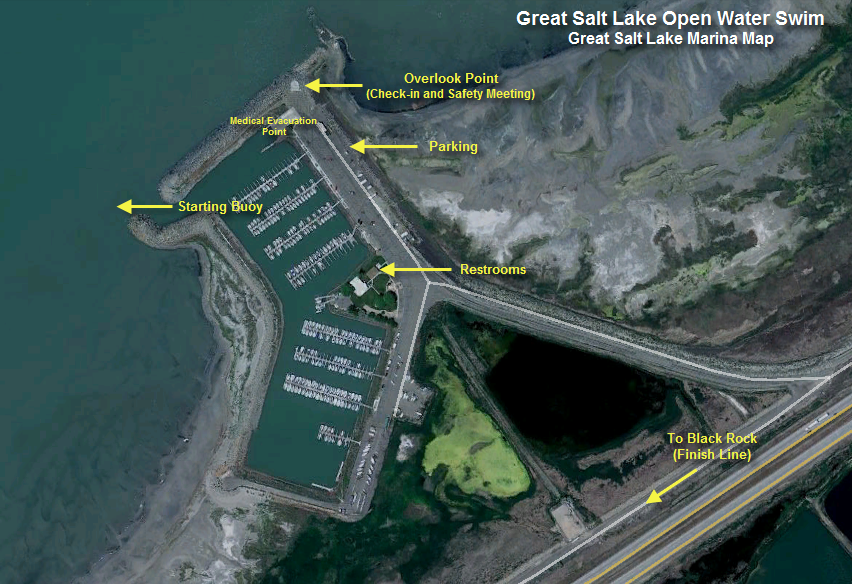 Great Salt Lake Open Water Swim
Great Salt Lake Marina Map
Overlook Point
(Check-in and Safety Meeting)
Medical Evacuation
Point
Parking
Starting Buoy
Restrooms
To Black Rock
(Finish Line)